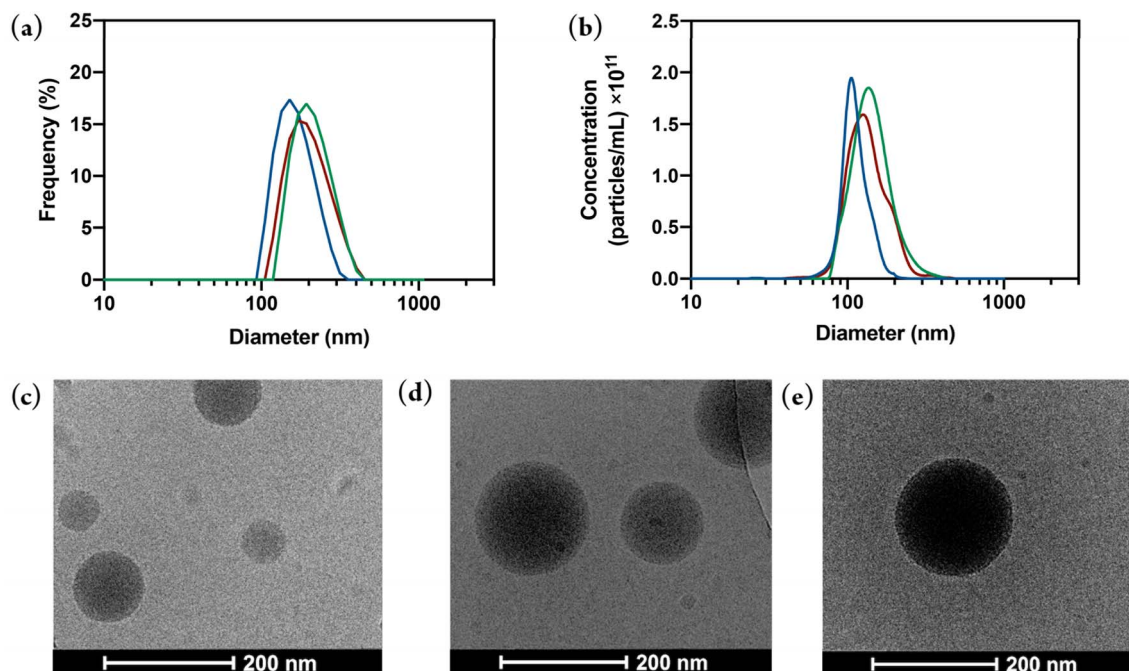 (a)
25
20
15
10
5
0
Frequency (%)
10
100
1000
Diameter (nm)
(b)
2.5
2.0
1.5
1.0
0.5
0.0
Concentration
(particles/mL) ×10¹¹
10
100
1000
Diameter (nm)
(c)
200 nm
(d)
200 nm
(e)
200 nm